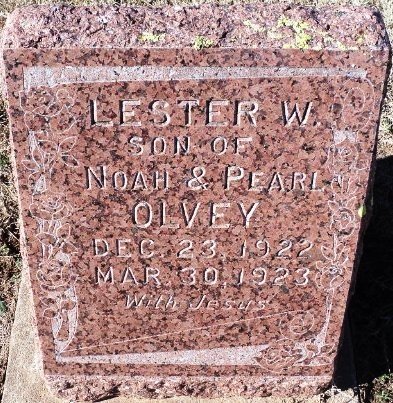 LESTER W.
SON OF
NOAH & PEARL
OLVEY
DEC. 23, 1922
MAR. 30, 1923
With Jesus